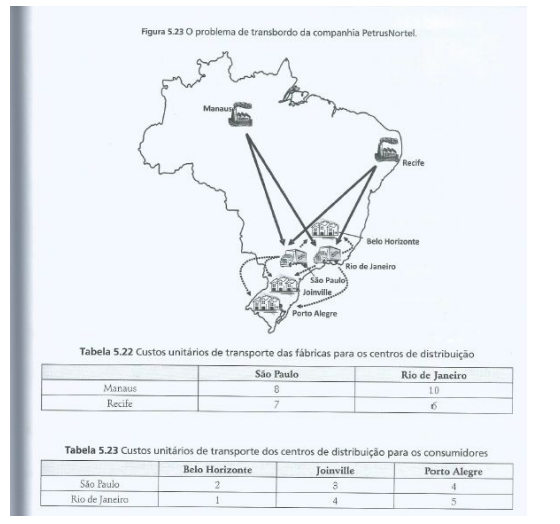 Figura 5.23 O problema de transbordo da companhia PetrusNortel.
Manaus
Recife
Belo Horizonte
Rio de Janeiro
São Paulo
Joinville
Porto Alegre
Tabela 5.22 Custos unitários de transporte das fábricas para os centros de distribuição
São Paulo Rio de Janeiro
Manaus 8 10
Recife 7 6
Tabela 5.23 Custos unitários de transporte dos centros de distribuição para os consumidores
Belo Horizonte Joinville Porto Alegre
São Paulo 2 3 4
Rio de Janeiro 1 4 5